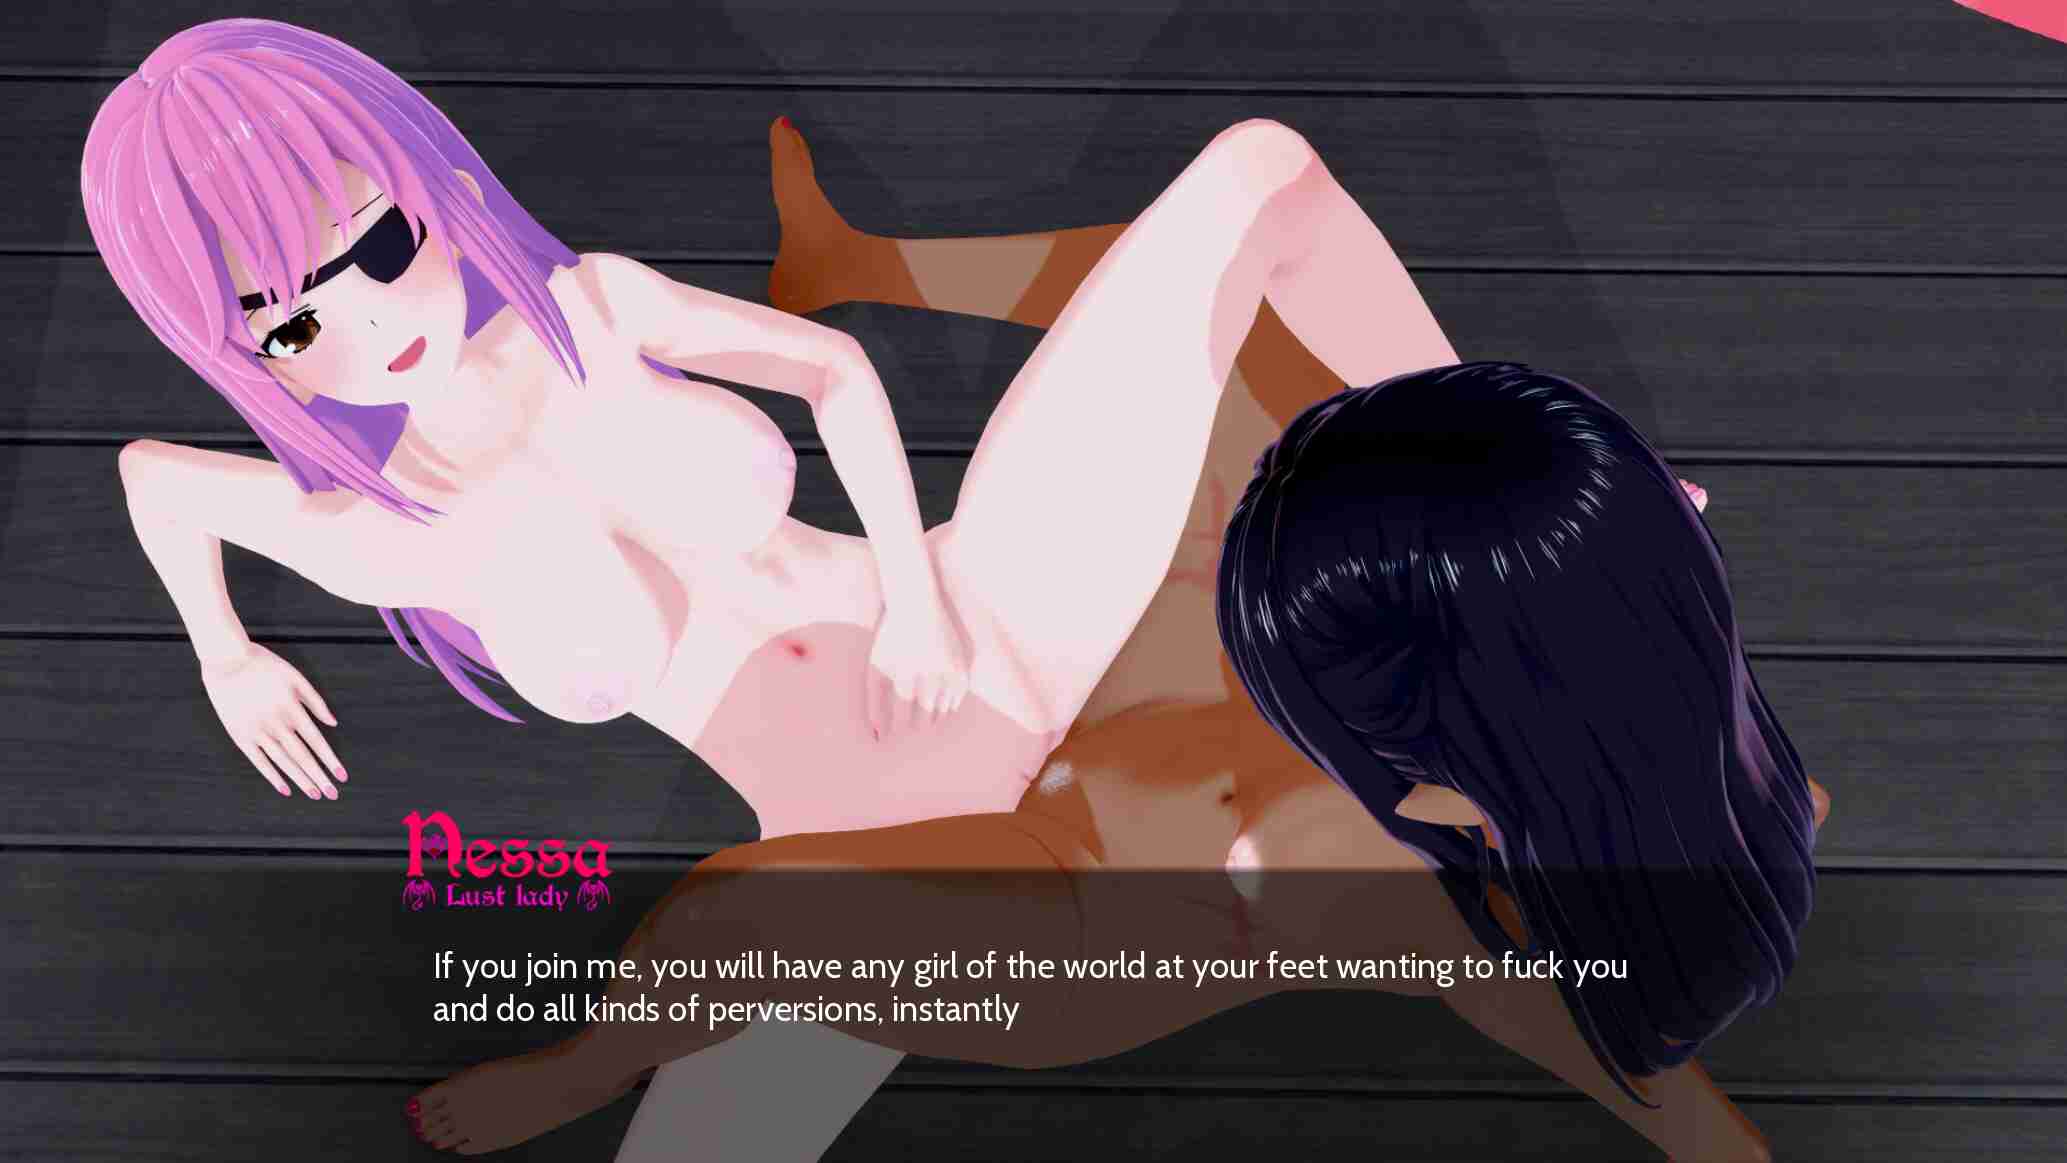 Nessa
Lust lady
If you join me, you will have any girl of the world at your feet wanting to fuck you
and do all kinds of perversions, instantly